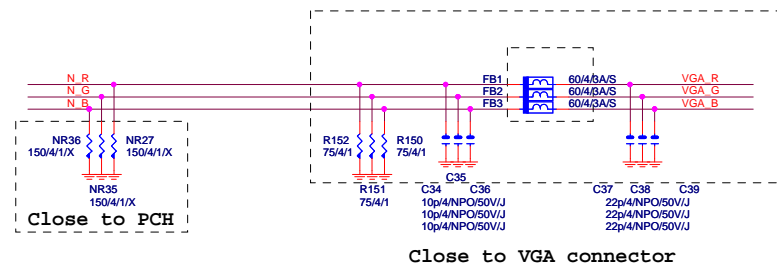 N_R FB1 60/4/3A/S VGA_R
N_G FB2 60/4/3A/S VGA_G
N_B FB3 60/4/3A/S VGA_B
NR36 NR27 R152 R150
150/4/1/X 150/4/1/X 75/4/1 75/4/1
C35
NR35 R151 C34 C36 C37 C38 C39
150/4/1/X 75/4/1 10p/4/NPO/50V/J 22p/4/NPO/50V/J
10p/4/NPO/50V/J 22p/4/NPO/50V/J
10p/4/NPO/50V/J 22p/4/NPO/50V/J
Close to PCH
Close to VGA connector